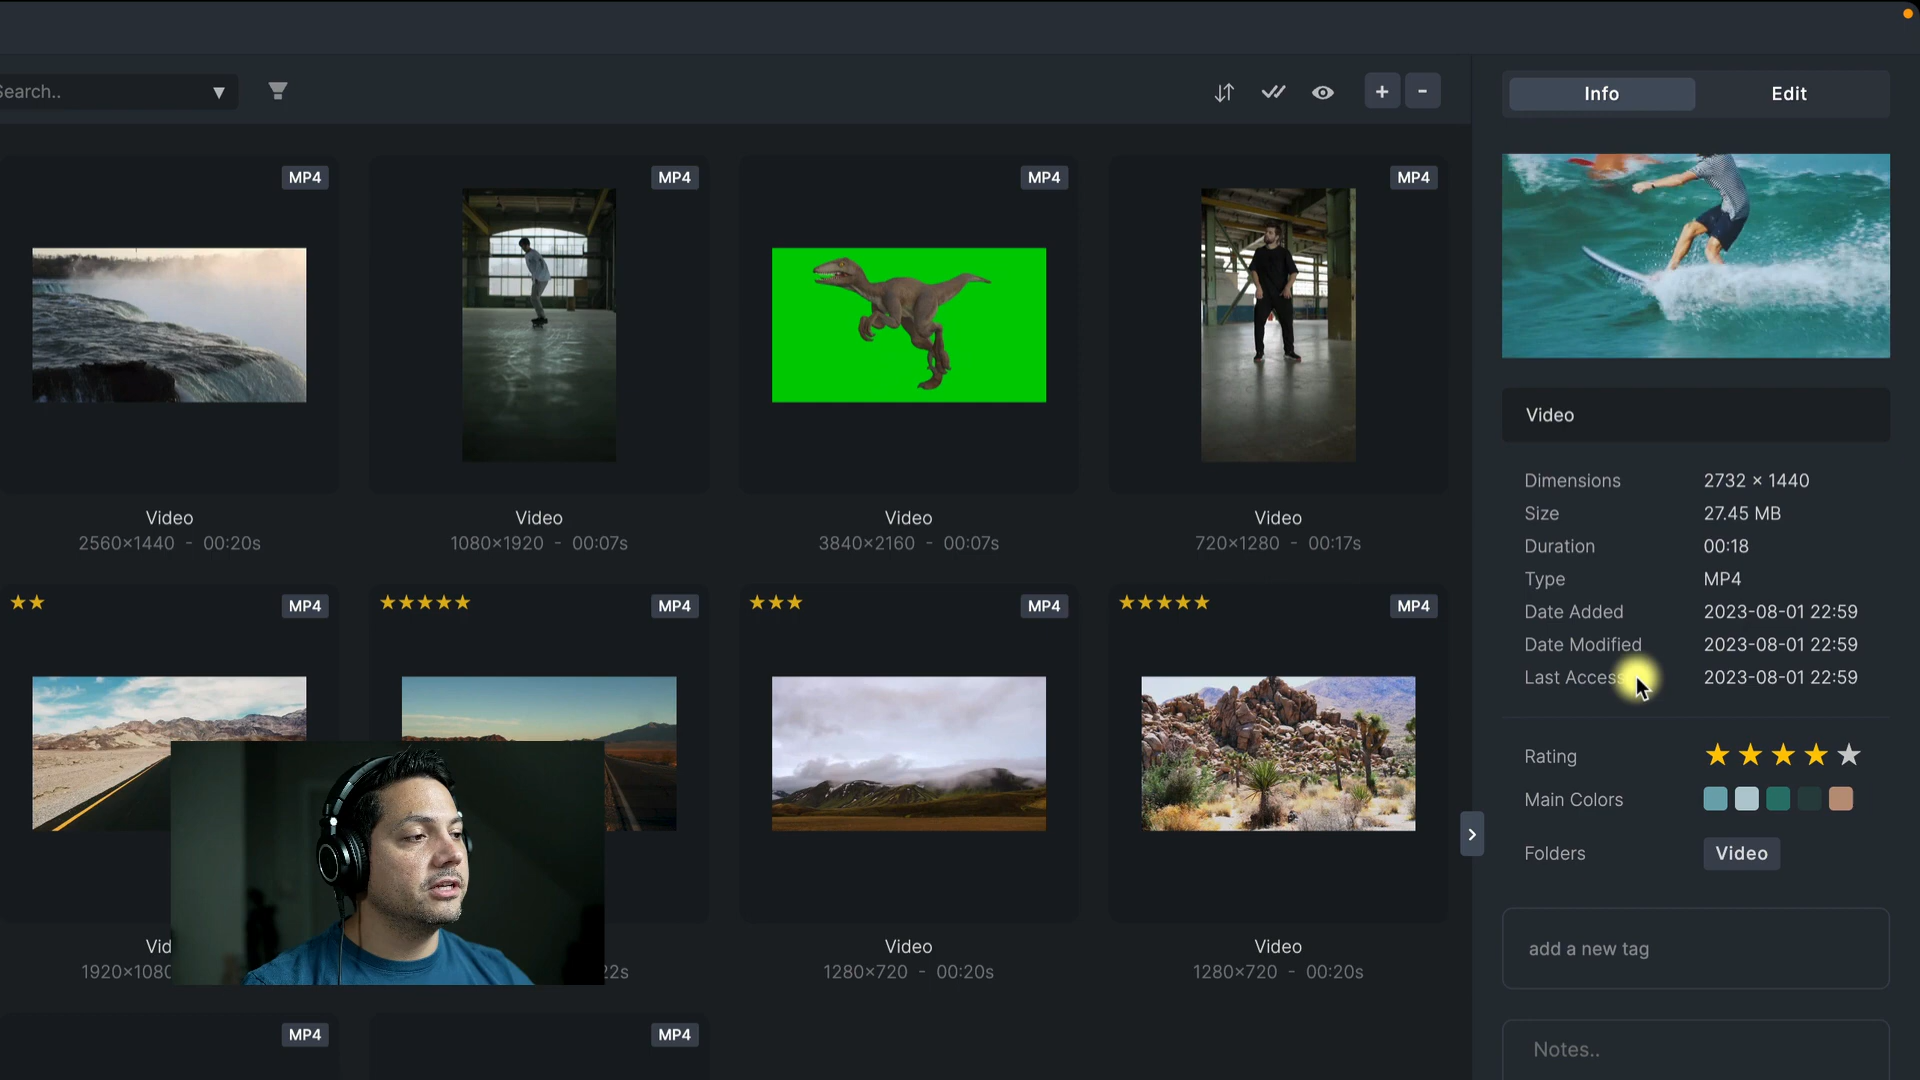 Search..
Info
Edit
MP4
MP4
MP4
MP4
Video
2560×1440 - 00:20s
Video
1080×1920 - 00:07s
Video
3840×2160 - 00:07s
Video
720×1280 - 00:17s
MP4
MP4
MP4
MP4
Vid
1920×1080
2s
Video
1280×720 - 00:20s
Video
1280×720 - 00:20s
MP4
MP4
Video
Dimensions 2732 × 1440
Size 27.45 MB
Duration 00:18
Type MP4
Date Added 2023-08-01 22:59
Date Modified 2023-08-01 22:59
Last Access 2023-08-01 22:59
Rating
Main Colors
Folders Video
add a new tag
Notes..